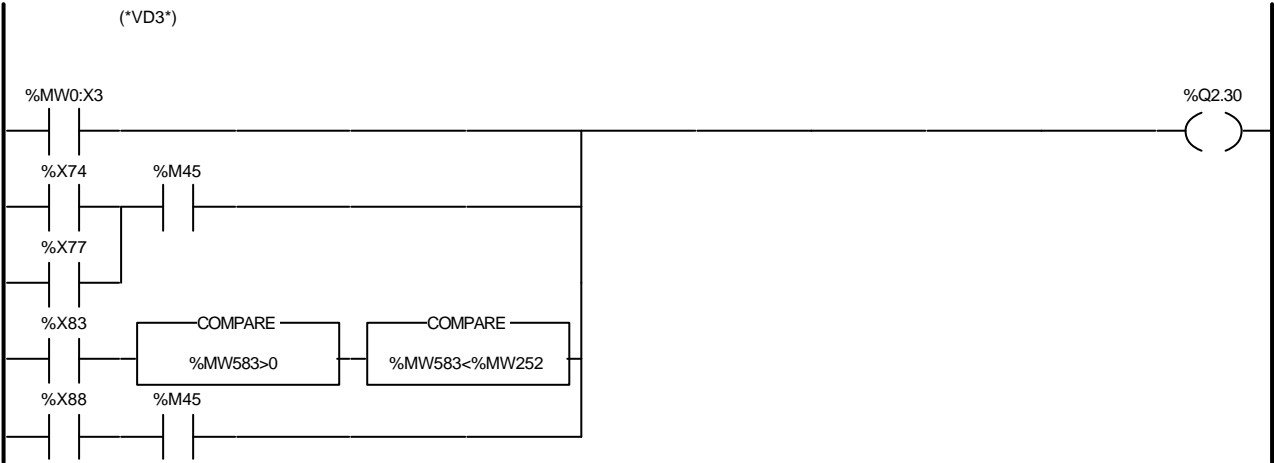 (*VD3*)
%MW0:X3 %Q2.30
%X74 %M45
%X77
%X83 COMPARE COMPARE
%MW583>0 %MW583<%MW252
%X88 %M45